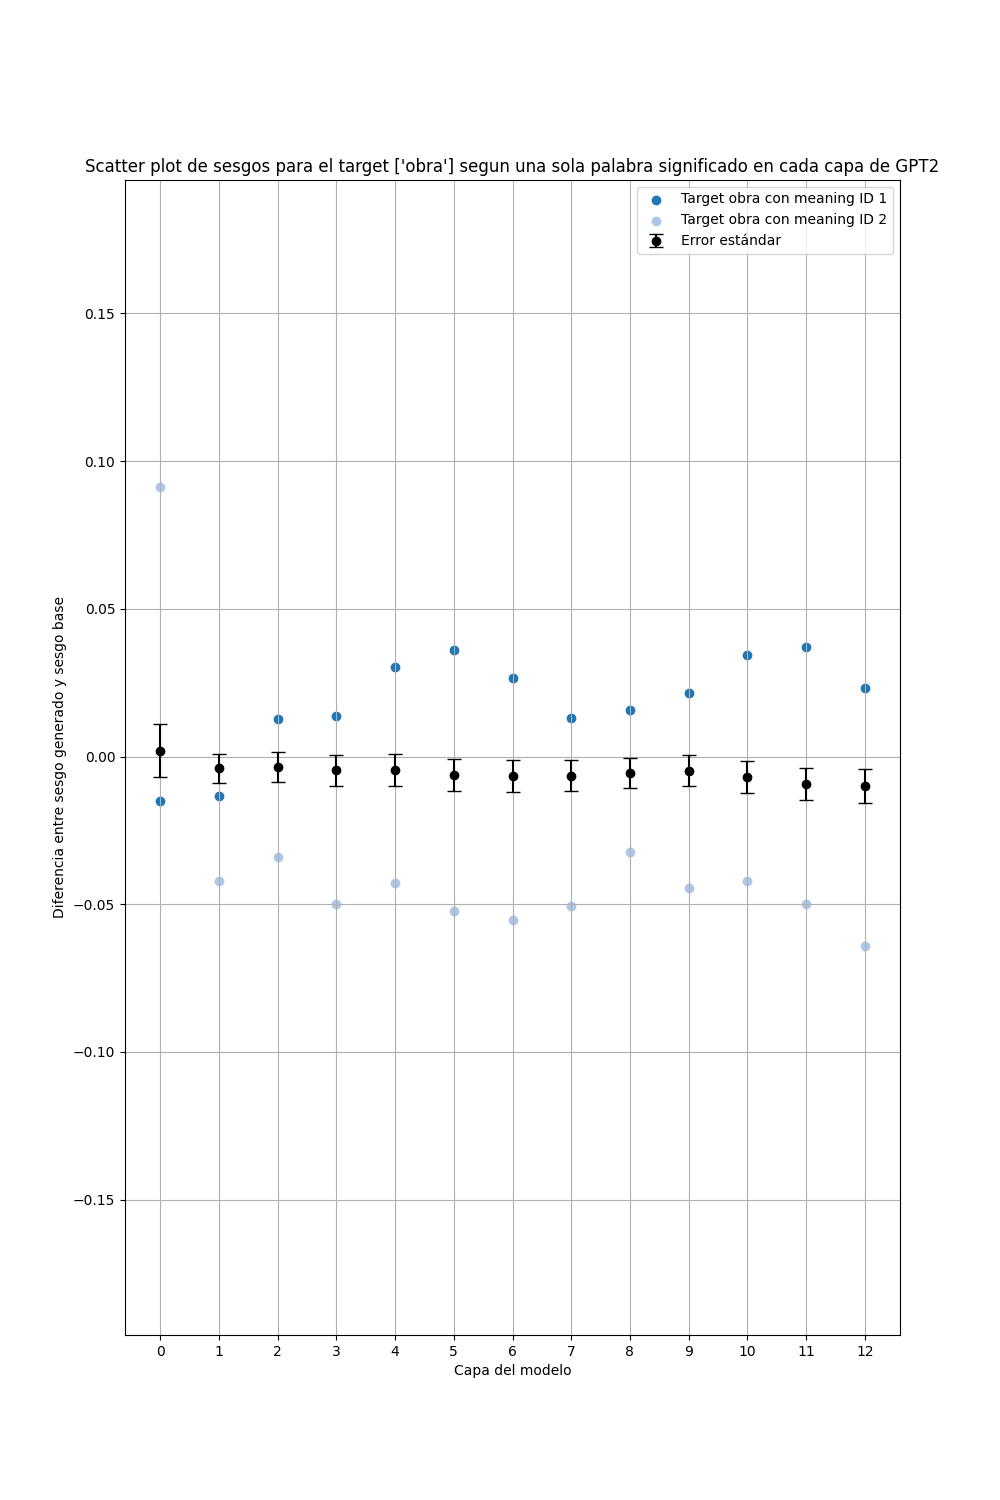 Scatter plot de sesgos para el target ['obra'] segun una sola palabra significado en cada capa de GPT2
Target obra con meaning ID 1
Target obra con meaning ID 2
Error estándar
Diferencia entre sesgo generado y sesgo base
0.15
0.10
0.05
0.00
−0.05
−0.10
−0.15
0 1 2 3 4 5 6 7 8 9 10 11 12
Capa del modelo